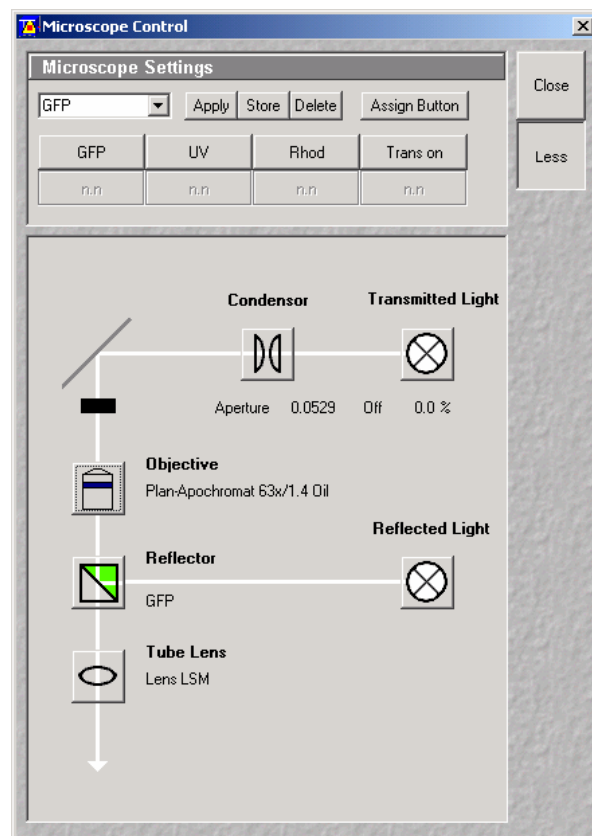 Microscope Control
Microscope Settings
Close
GFP Apply Store Delete Assign Button
GFP UV Rhod Trans on
Less
n.n n.n n.n n.n
Condensor Transmitted Light
Aperture 0.0529 Off 0.0 %
Objective
Plan-Apochromat 63x/1.4 Oil
Reflected Light
Reflector
GFP
Tube Lens
Lens LSM